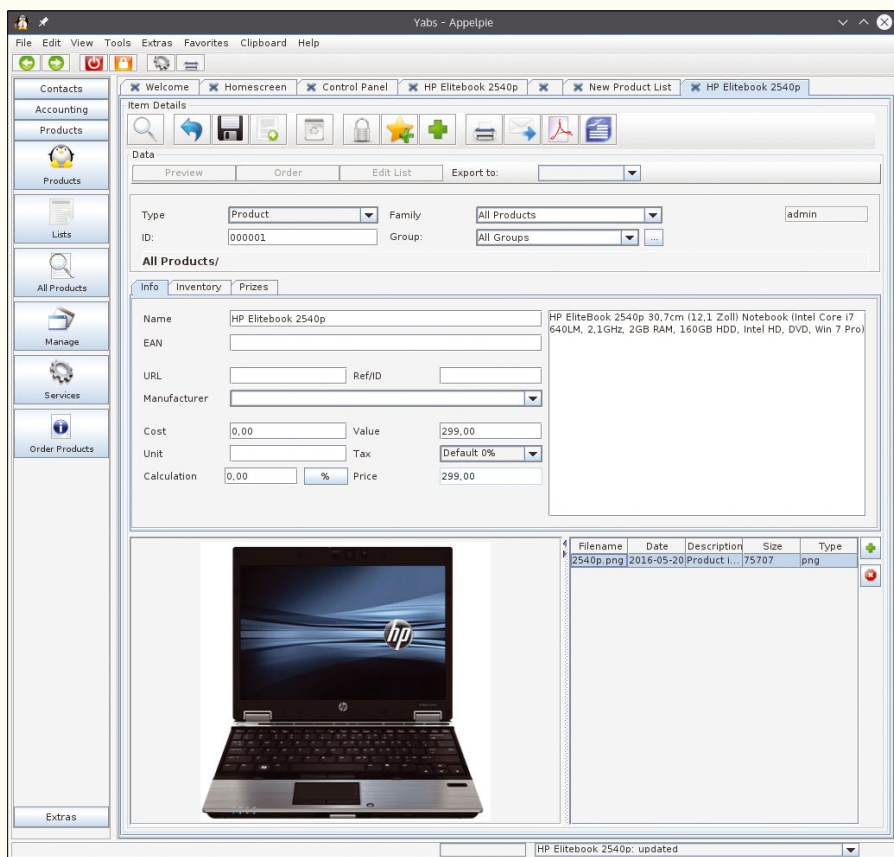 Yabs - Appelpie
File Edit View Tools Extras Favorites Clipboard Help
Contacts
Accounting
Products
Products
Lists
All Products
Manage
Services
Order Products
Extras
Welcome Homescreen Control Panel HP Elitebook 2540p New Product List HP Elitebook 2540p
Item Details
Data
Preview Order Edit List Export to:
Type Product Family All Products admin
ID: 000001 Group: All Groups ...
All Products/
Info Inventory Prizes
Name HP Elitebook 2540p
EAN
URL Ref/ID
Manufacturer
Cost 0,00 Value 299,00
Unit Tax Default 0%
Calculation 0,00 % Price 299,00
HP EliteBook 2540p 30,7cm (12,1 Zoll) Notebook (Intel Core i7
640LM, 2,1GHz, 2GB RAM, 160GB HDD, Intel HD, DVD, Win 7 Pro)
hp
Filename Date Description Size Type
2540p.png 2016-05-20 Product i... 75707 png
HP Elitebook 2540p: updated